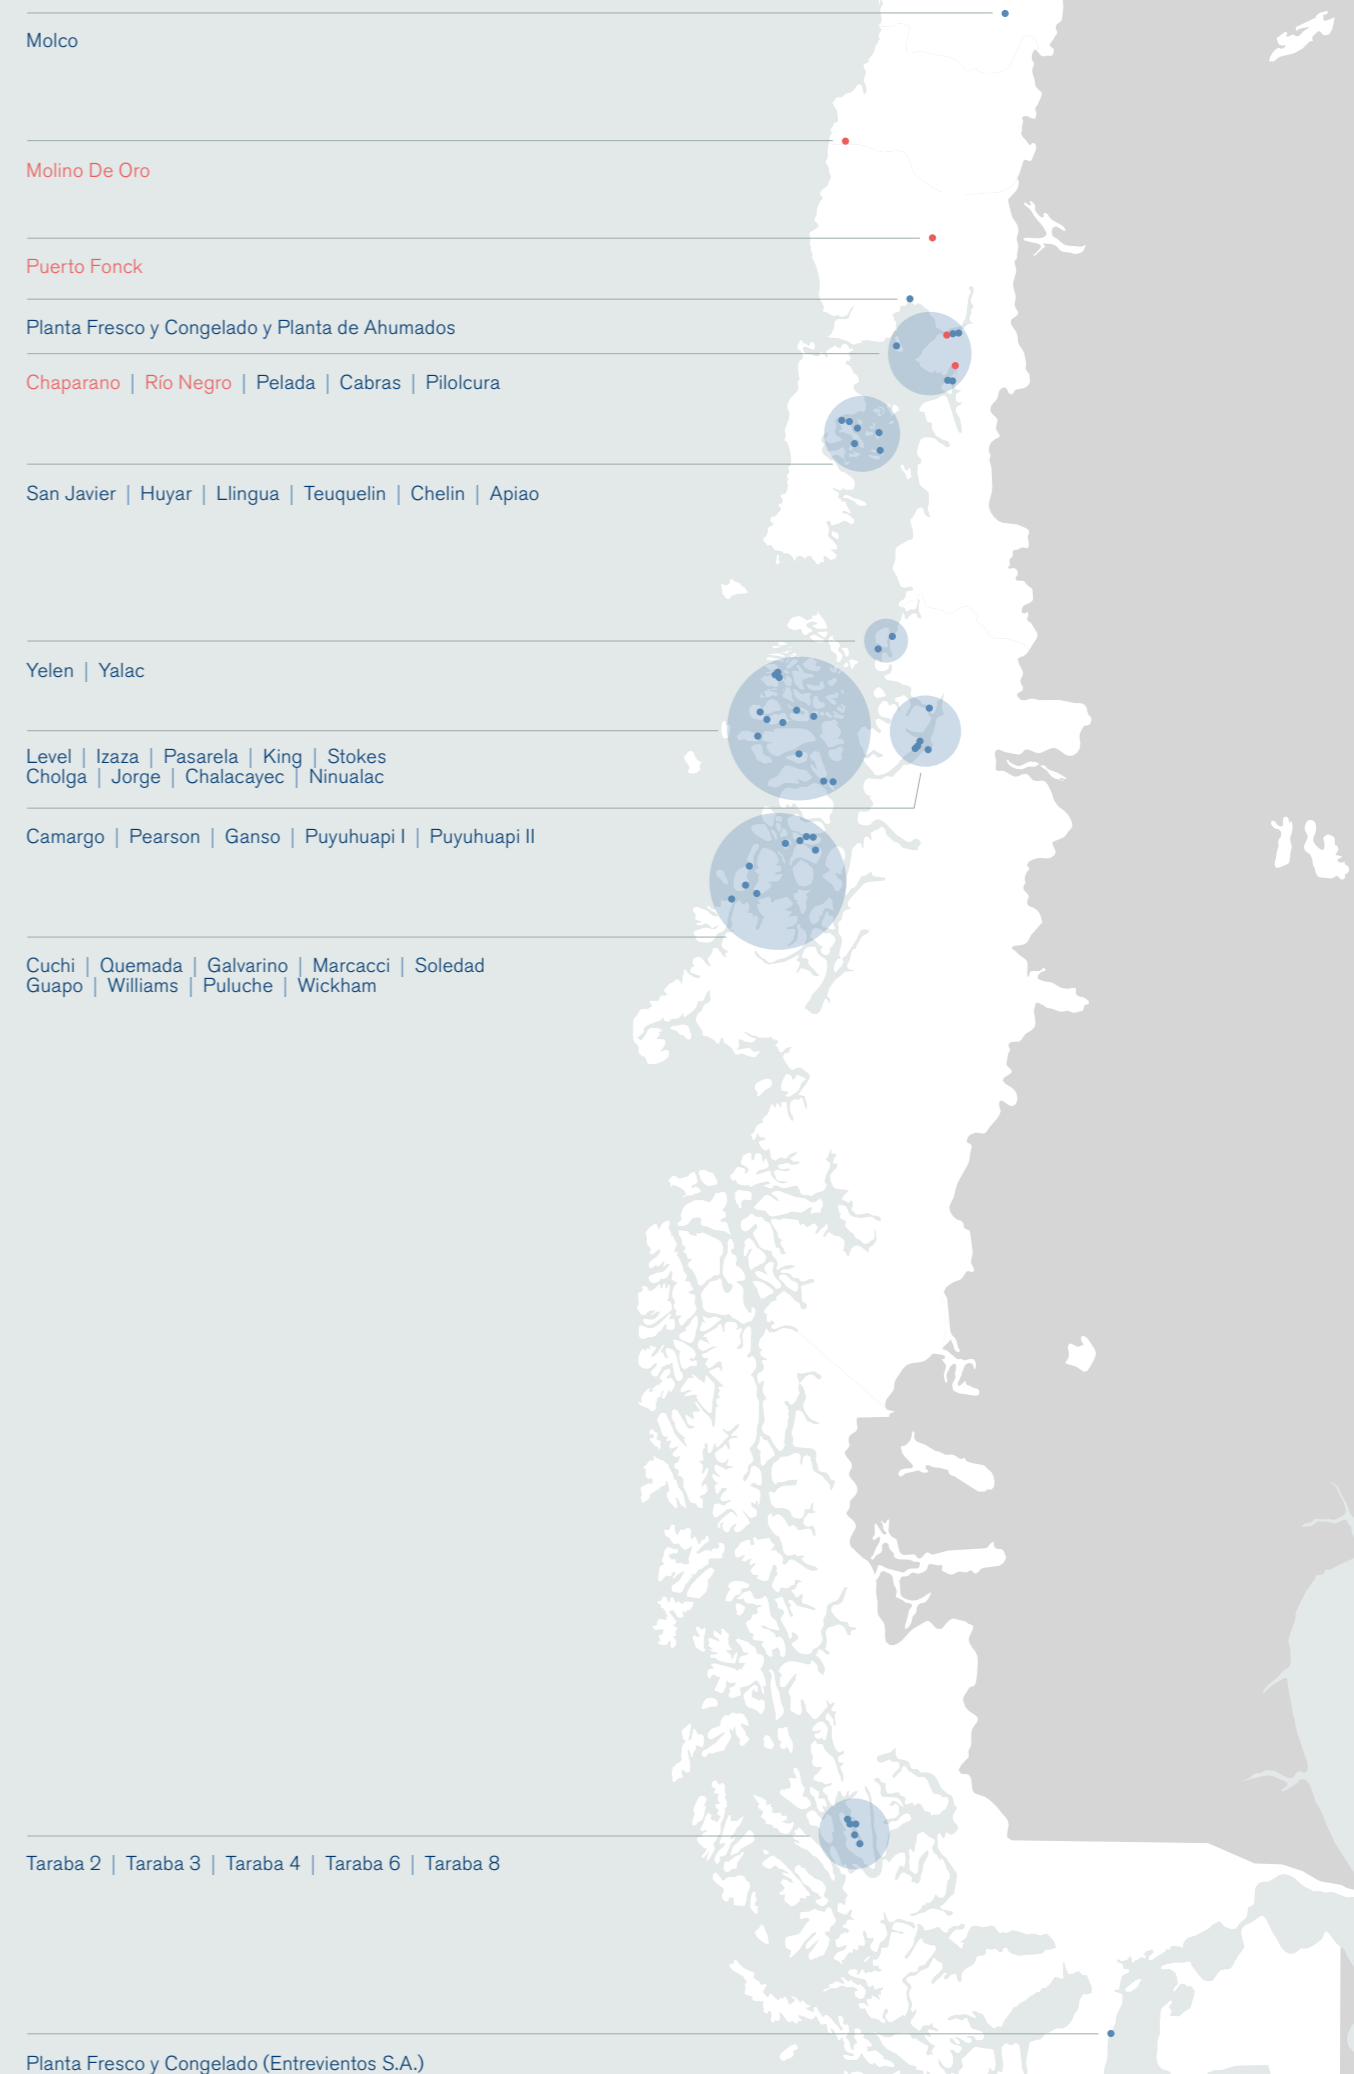 Molco
Molino De Oro
Puerto Fonck
Planta Fresco y Congelado y Planta de Ahumados
Chaparano | Río Negro | Pelada | Cabras | Pilolcura
San Javier | Huyar | Llingua | Teuquelin | Chelin | Apiao
Yelen | Yalac
Level | Izaza | Pasarela | King | Stokes
Cholga | Jorge | Chalacayec | Ninualac
Camargo | Pearson | Ganso | Puyuhuapi I | Puyuhuapi II
Cuchi | Quemada | Galvarino | Marcacci | Soledad
Guapo | Williams | Puluche | Wickham
Taraba 2 | Taraba 3 | Taraba 4 | Taraba 6 | Taraba 8
Planta Fresco y Congelado (Entrevientos S.A.)